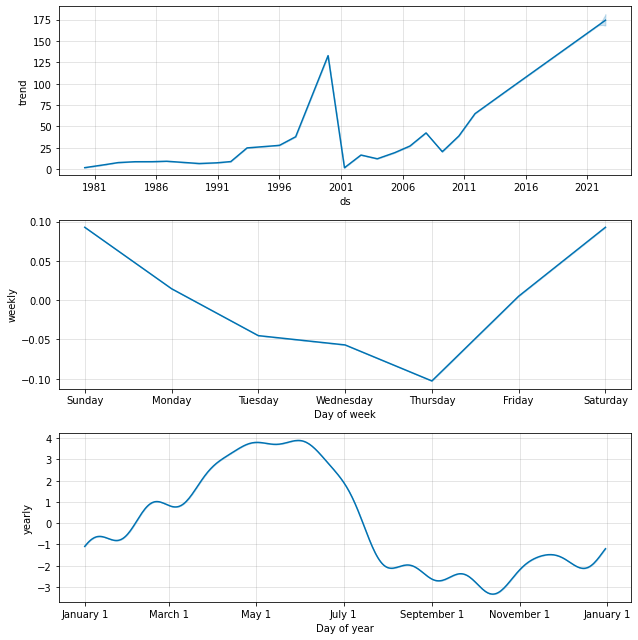 175
150
125
100
75
50
25
0
trend
1981 1986 1991 1996 2001 2006 2011 2016 2021
ds
0.10
0.05
0.00
−0.05
−0.10
weekly
Sunday Monday Tuesday Wednesday Thursday Friday Saturday
Day of week
4
3
2
1
0
−1
−2
−3
yearly
January 1 March 1 May 1 July 1 September 1 November 1 January 1
Day of year